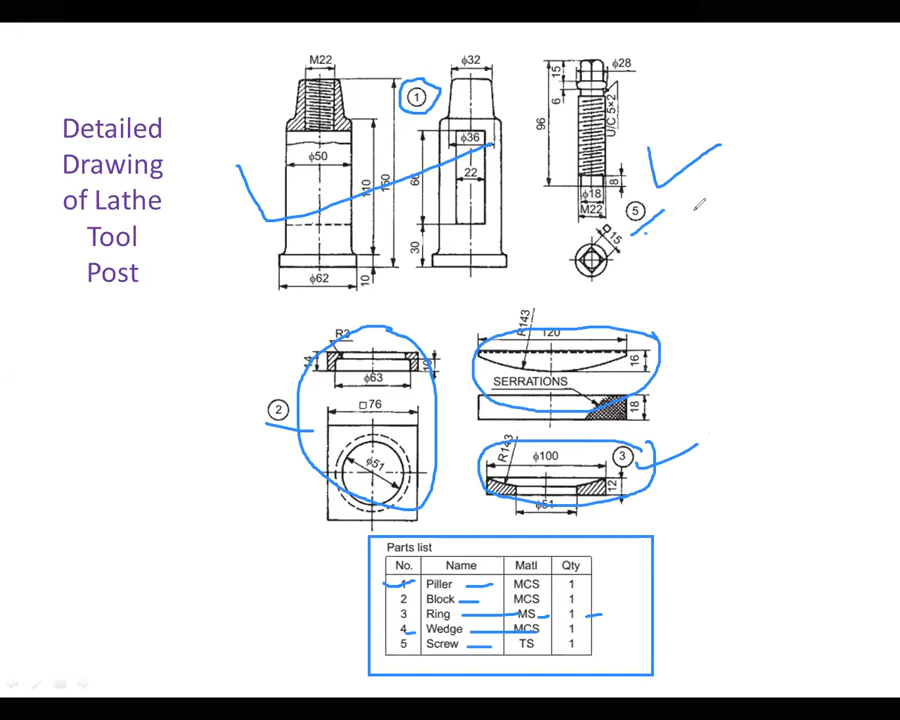 Detailed
Drawing
of Lathe
Tool
Post
M22
ϕ50
110
150
ϕ62
10
1
ϕ32
ϕ36
22
66
30
ϕ28
15
6
96
U/C 5×2
8
ϕ18
M22
5
□15
R3
14
10
ϕ63
2
□76
ϕ51
R143
120
16
SERRATIONS
18
R143
ϕ100
3
12
ϕ51
Parts list
No. Name Matl Qty
1 Piller MCS 1
2 Block MCS 1
3 Ring MS 1
4 Wedge MCS 1
5 Screw TS 1